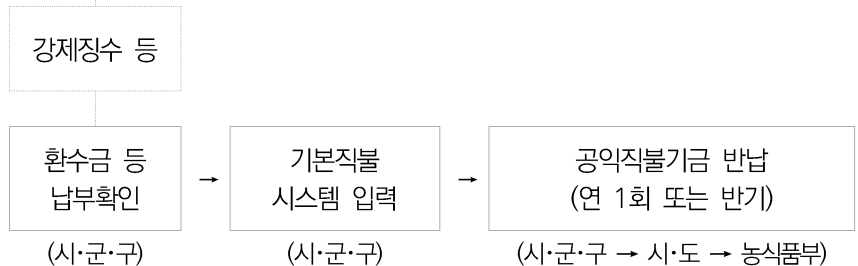 강제징수 등
환수금 등
납부확인
→
기본직불
시스템 입력
→
공익직불기금 반납
(연 1회 또는 반기)
(시·군·구)
(시·군·구)
(시·군·구 → 시·도 → 농식품부)